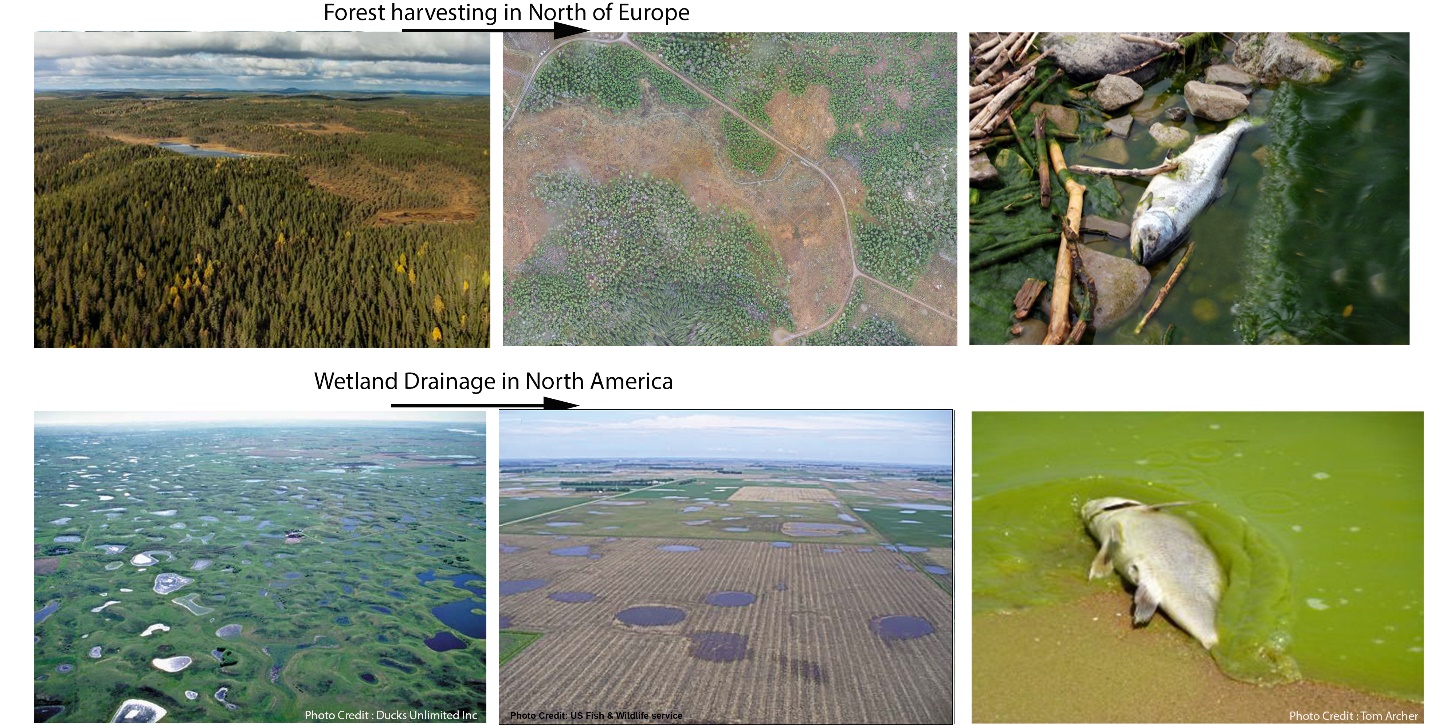 Forest harvesting in North of Europe
Wetland Drainage in North America
Photo Credit : Ducks Unlimited Inc
Photo Credit: US Fish & Wildlife service
Photo Credit : Tom Archer